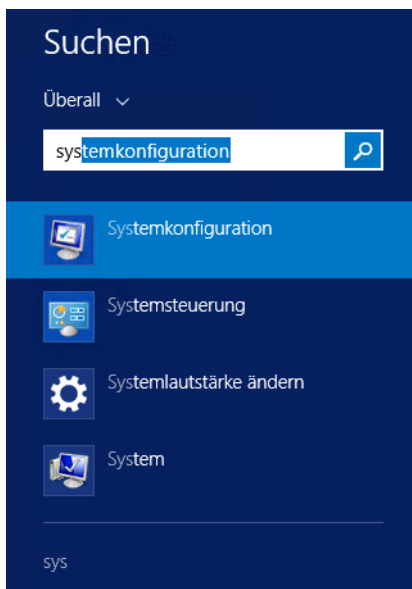 Suchen
Überall
systemkonfiguration
Systemkonfiguration
Systemsteuerung
Systemlautstärke ändern
System
sys